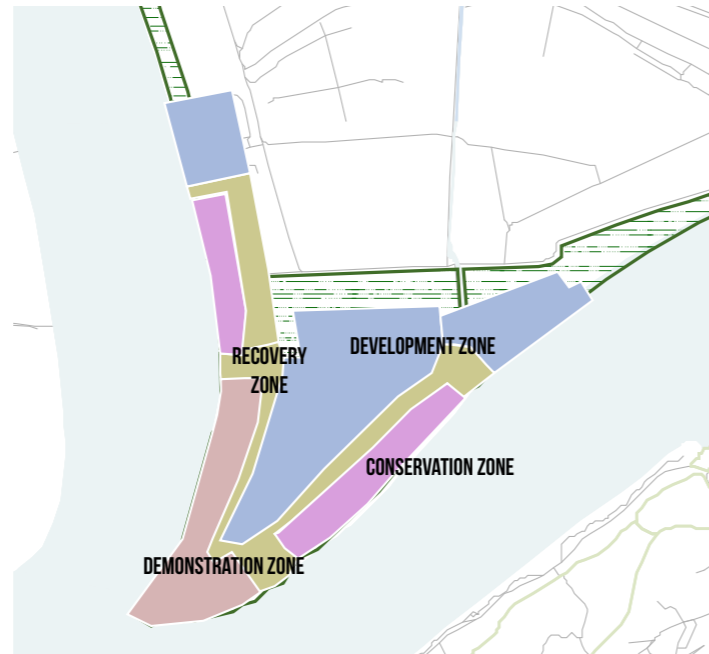 DEVELOPMENT ZONE
RECOVERY
ZONE
CONSERVATION ZONE
DEMONSTRATION ZONE